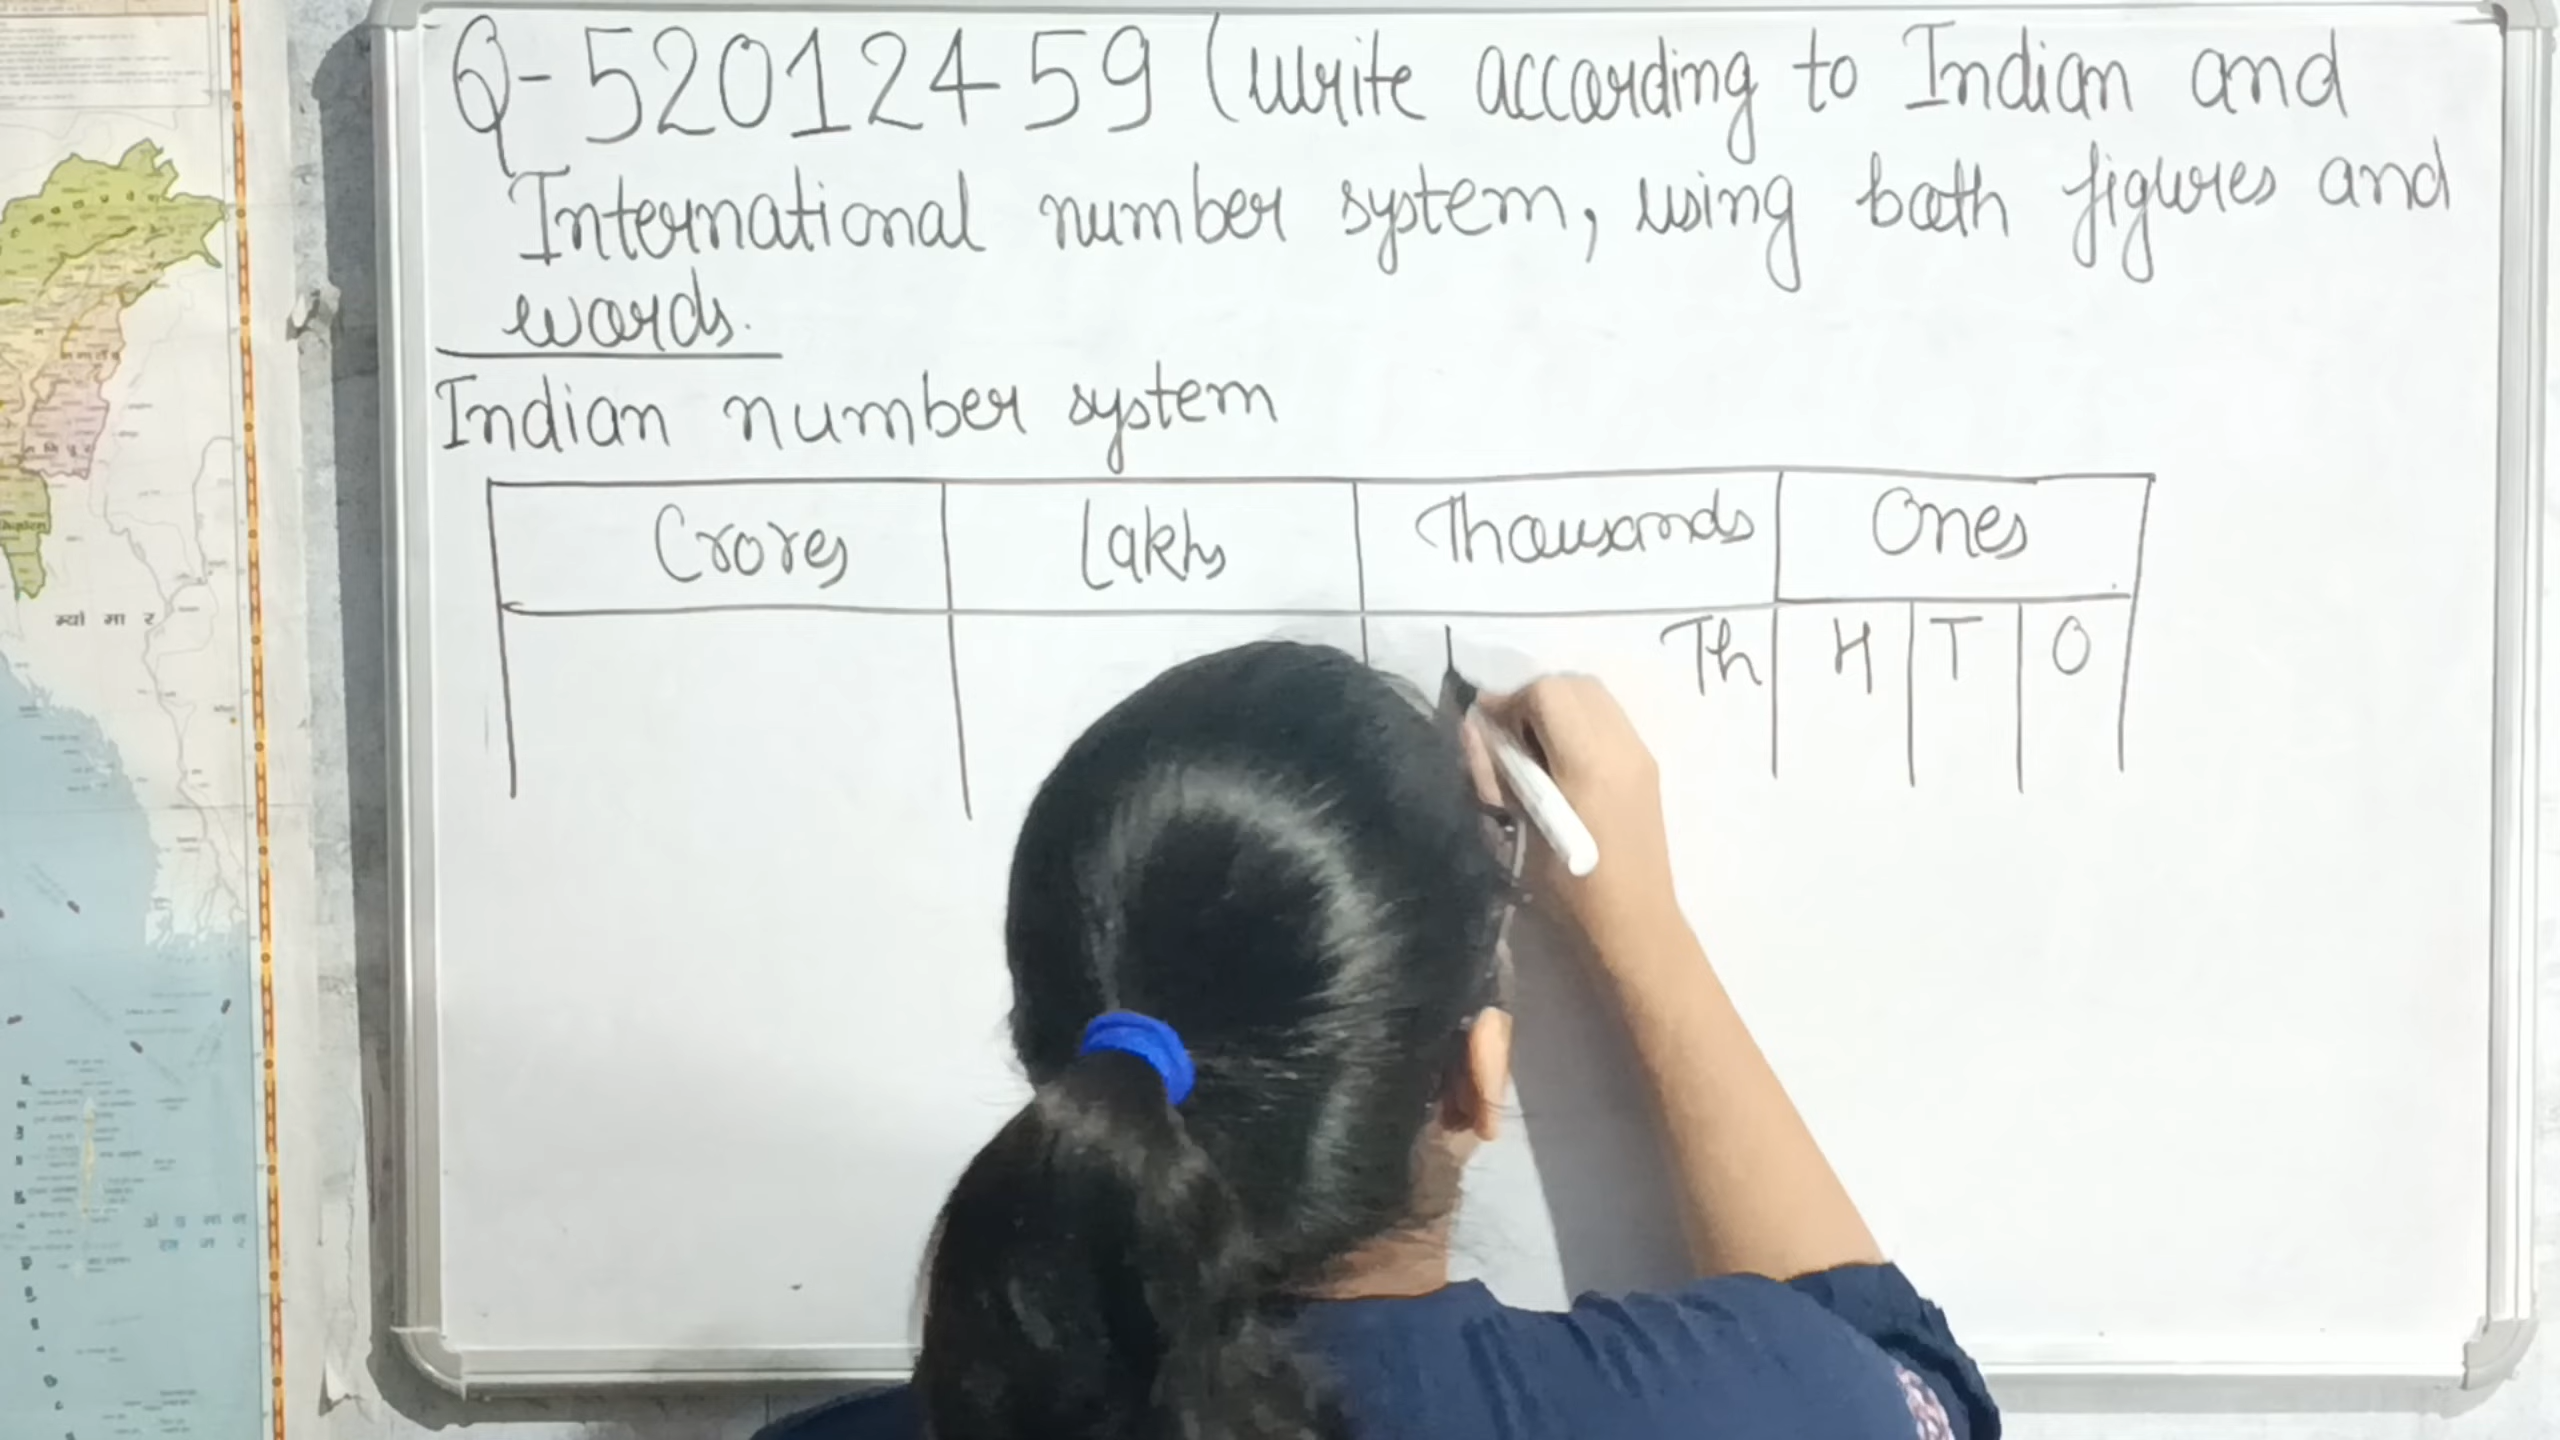 Q-52012459 (write according to Indian and
International number system, using both figures and
words.
Indian number system
Crores Lakhs Thousands Ones
Th H T O
म्यां मा र